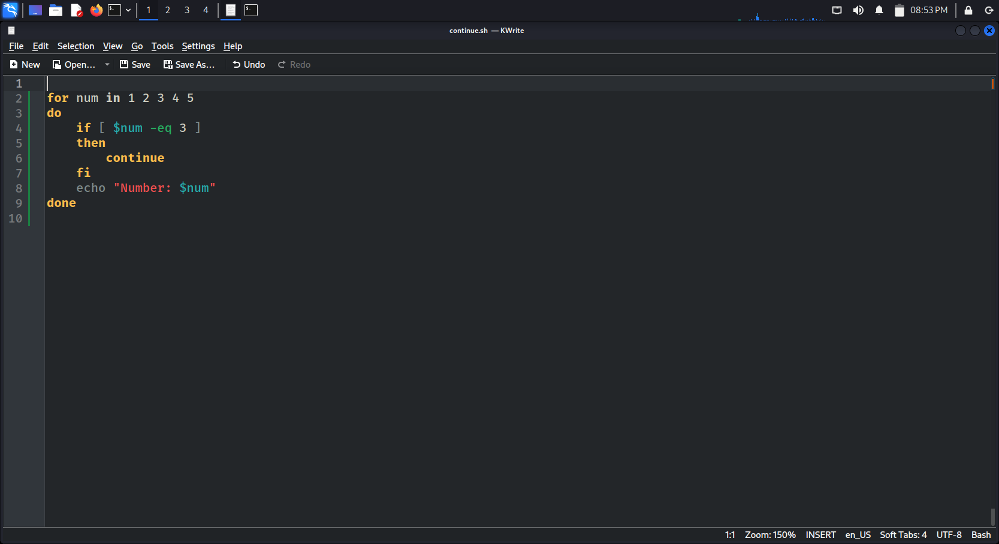 1 2 3 4 08:53 PM
continue.sh — KWrite
File Edit Selection View Go Tools Settings Help
New Open... Save Save As... Undo Redo
1
2 for num in 1 2 3 4 5
3 do
4     if [ $num -eq 3 ]
5     then
6         continue
7     fi
8     echo "Number: $num"
9 done
10
1:1 Zoom: 150% INSERT en_US Soft Tabs: 4 UTF-8 Bash